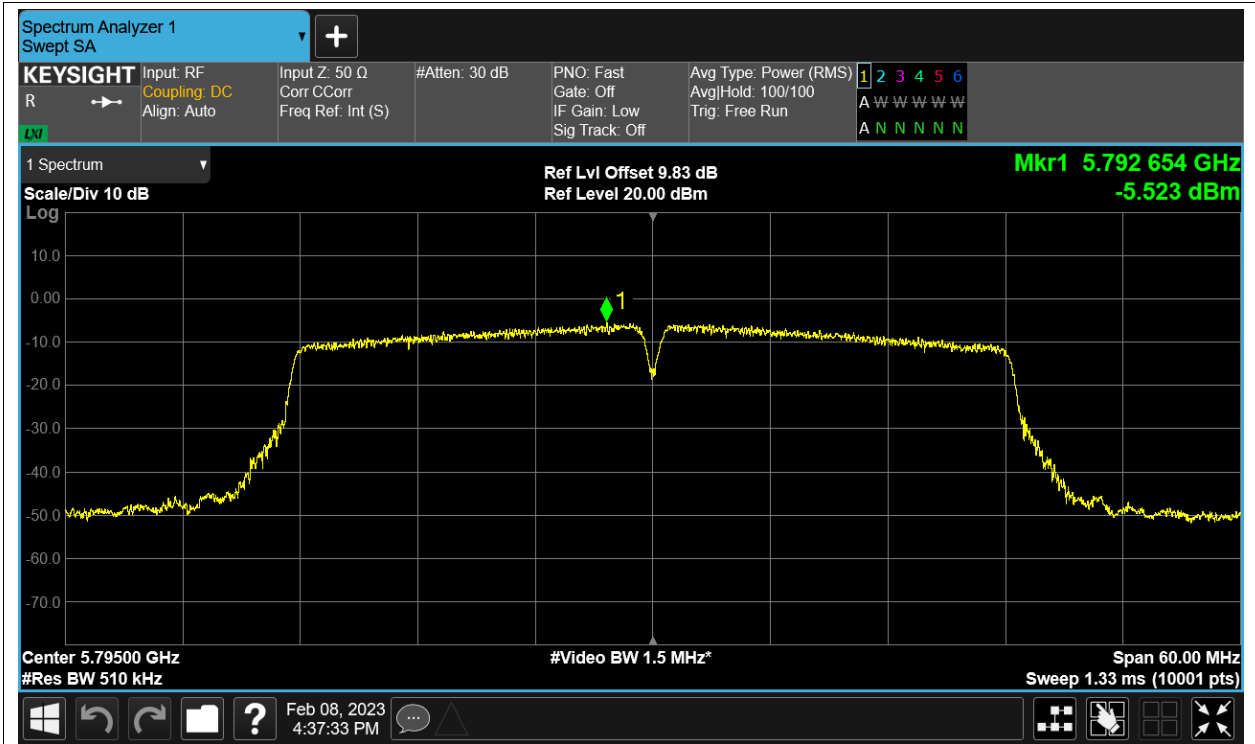 Spectrum Analyzer 1
Swept SA
KEYSIGHT
R
LXI
Input: RF
Coupling: DC
Align: Auto
Input Z: 50 Ω
Corr CCorr
Freq Ref: Int (S)
#Atten: 30 dB
PNO: Fast
Gate: Off
IF Gain: Low
Sig Track: Off
Avg Type: Power (RMS)
Avg|Hold: 100/100
Trig: Free Run
1 2 3 4 5 6
A W W W W W
A N N N N N
1 Spectrum
Scale/Div 10 dB
Log
Ref Lvl Offset 9.83 dB
Ref Level 20.00 dBm
Mkr1 5.792 654 GHz
-5.523 dBm
10.0
0.00
-10.0
-20.0
-30.0
-40.0
-50.0
-60.0
-70.0
1
Center 5.79500 GHz
#Res BW 510 kHz
#Video BW 1.5 MHz*
Span 60.00 MHz
Sweep 1.33 ms (10001 pts)
?
Feb 08, 2023
4:37:33 PM